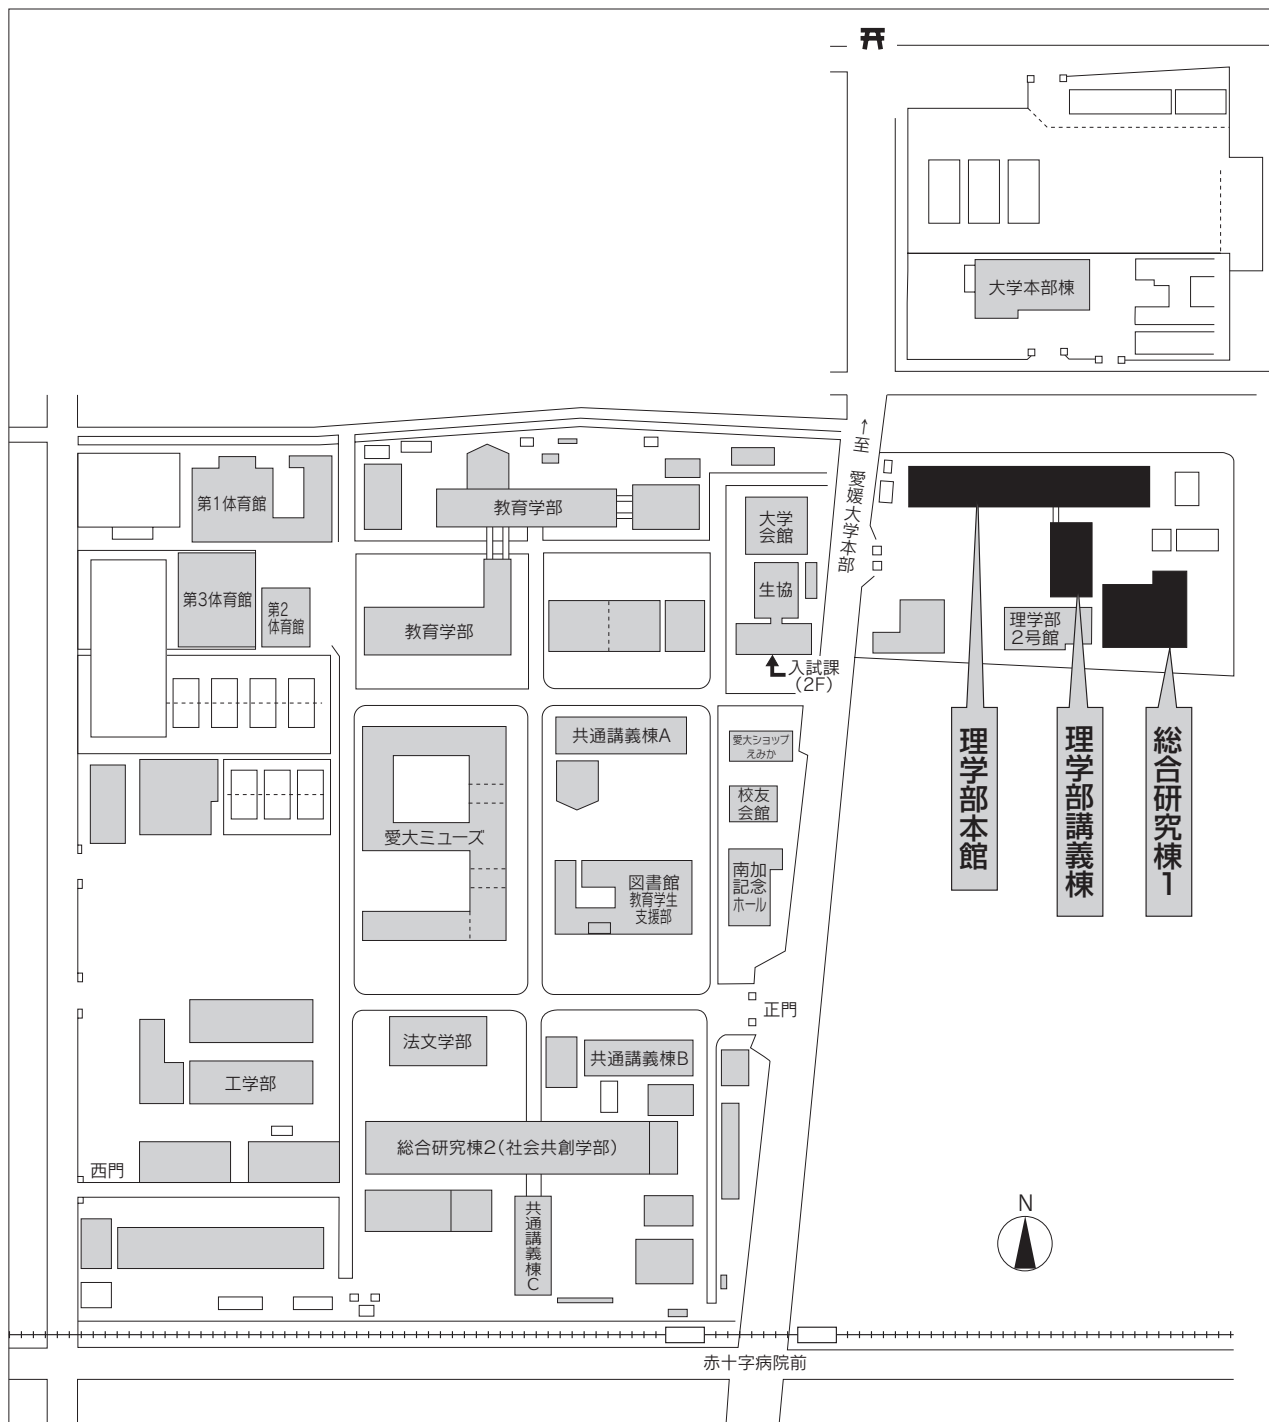 大学本部棟
←至 愛媛大学本部
第1体育館
教育学部
大学
会館
第3体育館
第2
体育館
生協
教育学部
理学部
2号館
入試課
(2F)
共通講義棟A
愛大ショップ
えみか
理学部本館
理学部講義棟
総合研究棟1
校友
会館
愛大ミューズ
南加
記念
ホール
図書館
教育学生
支援部
正門
法文学部
共通講義棟B
工学部
総合研究棟2(社会共創学部)
西門
共通講義棟C
N
赤十字病院前